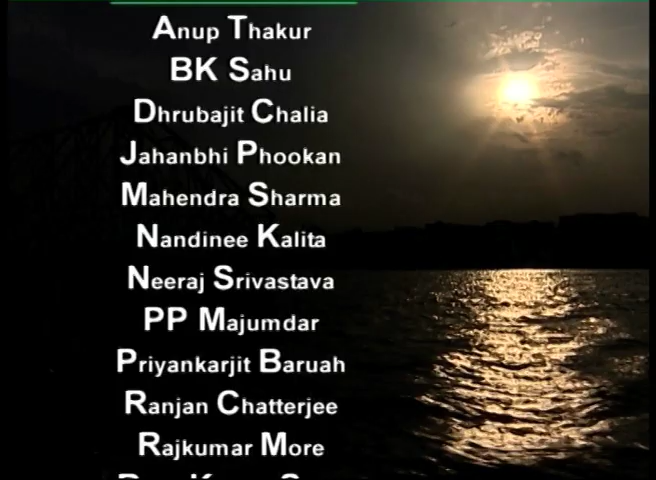 Anup Thakur
BK Sahu
Dhrubajit Chalia
Jahanbhi Phookan
Mahendra Sharma
Nandinee Kalita
Neeraj Srivastava
PP Majumdar
Priyankarjit Baruah
Ranjan Chatterjee
Rajkumar More